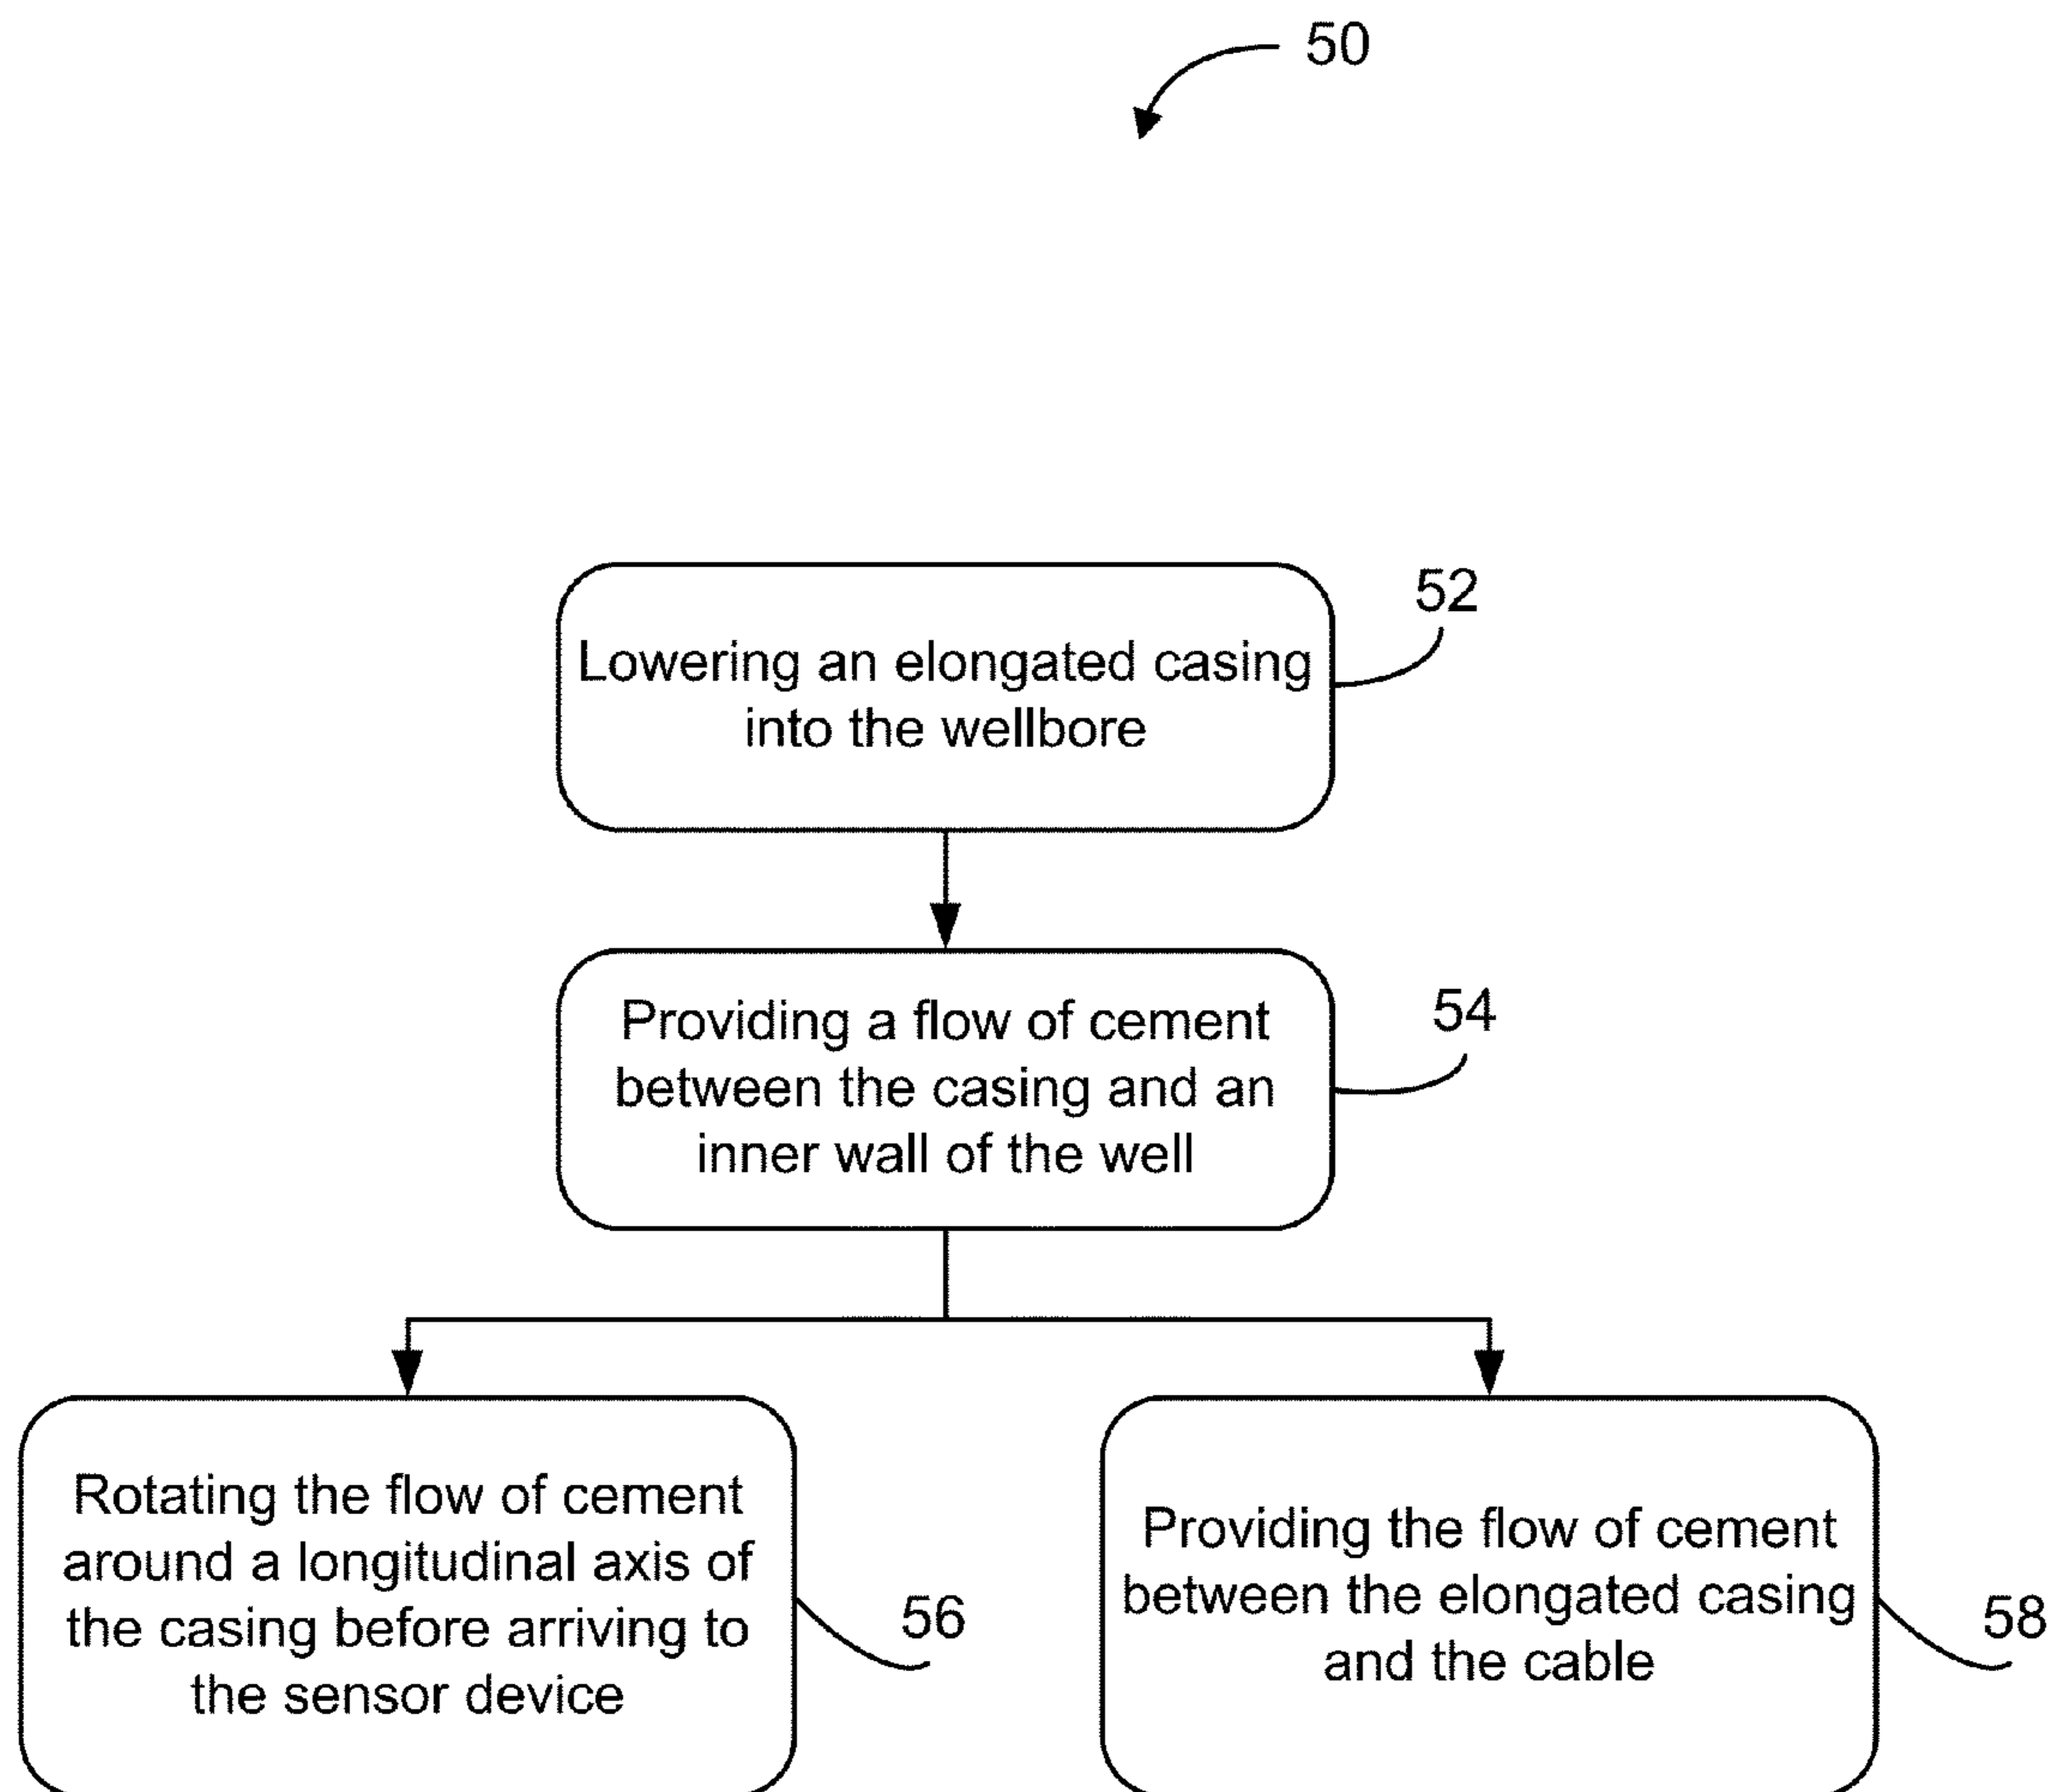 50
52
Lowering an elongated casing
into the wellbore
54
Providing a flow of cement
between the casing and an
inner wall of the well
Rotating the flow of cement
around a longitudinal axis of
the casing before arriving to
the sensor device
56
Providing the flow of cement
between the elongated casing
and the cable
58